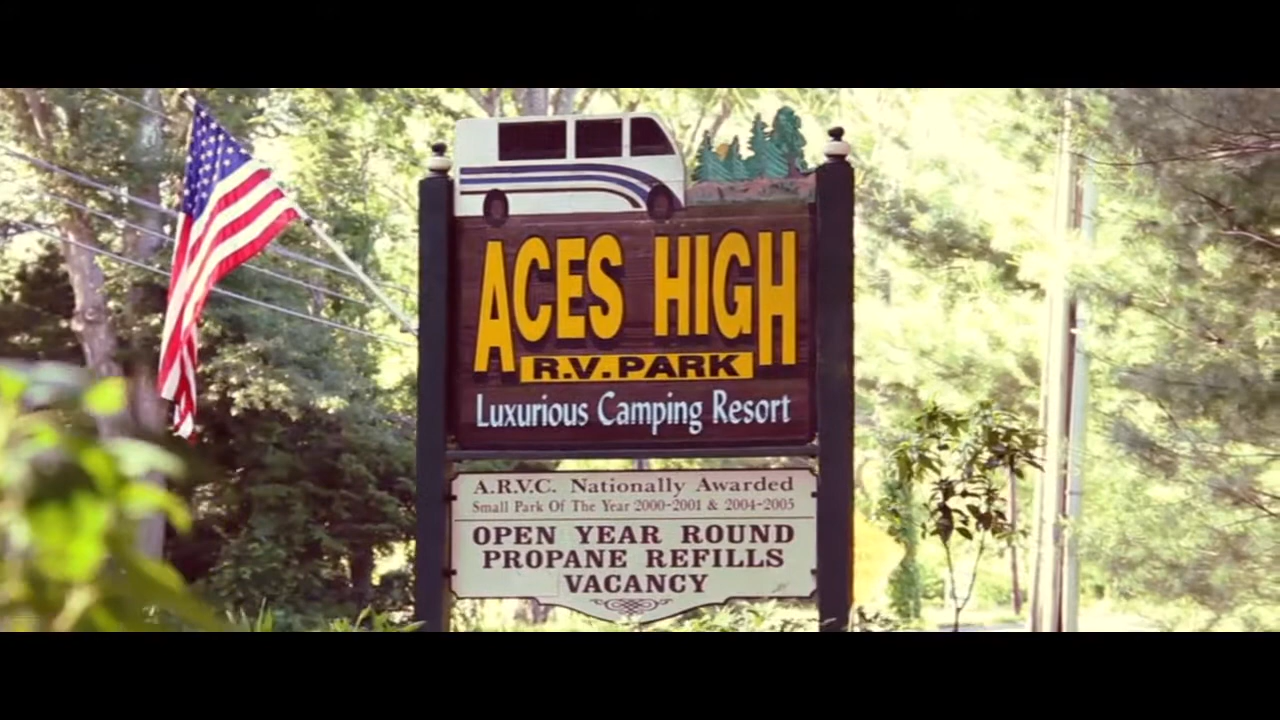 ACES HIGH
R.V. PARK
Luxurious Camping Resort
A.R.V.C. Nationally Awarded
Small Park Of The Year 2000-2001 & 2004-2005
OPEN YEAR ROUND
PROPANE REFILLS
VACANCY